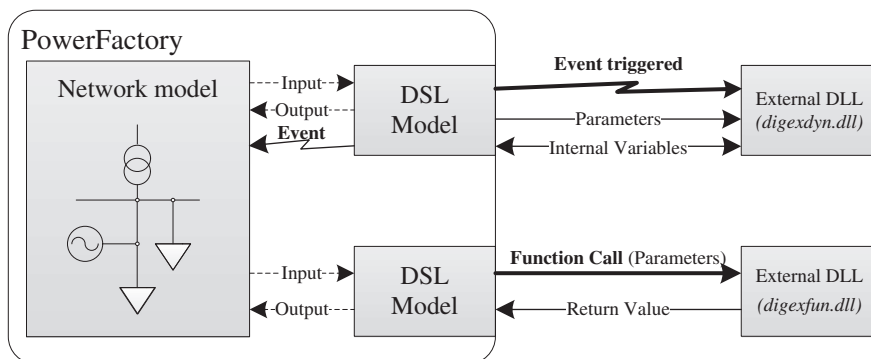 PowerFactory
Network model
Input
Output
Event
DSL
Model
Event triggered
Parameters
Internal Variables
External DLL
(digexdyn.dll)
Input
Output
DSL
Model
Function Call (Parameters)
Return Value
External DLL
(digexfun.dll)